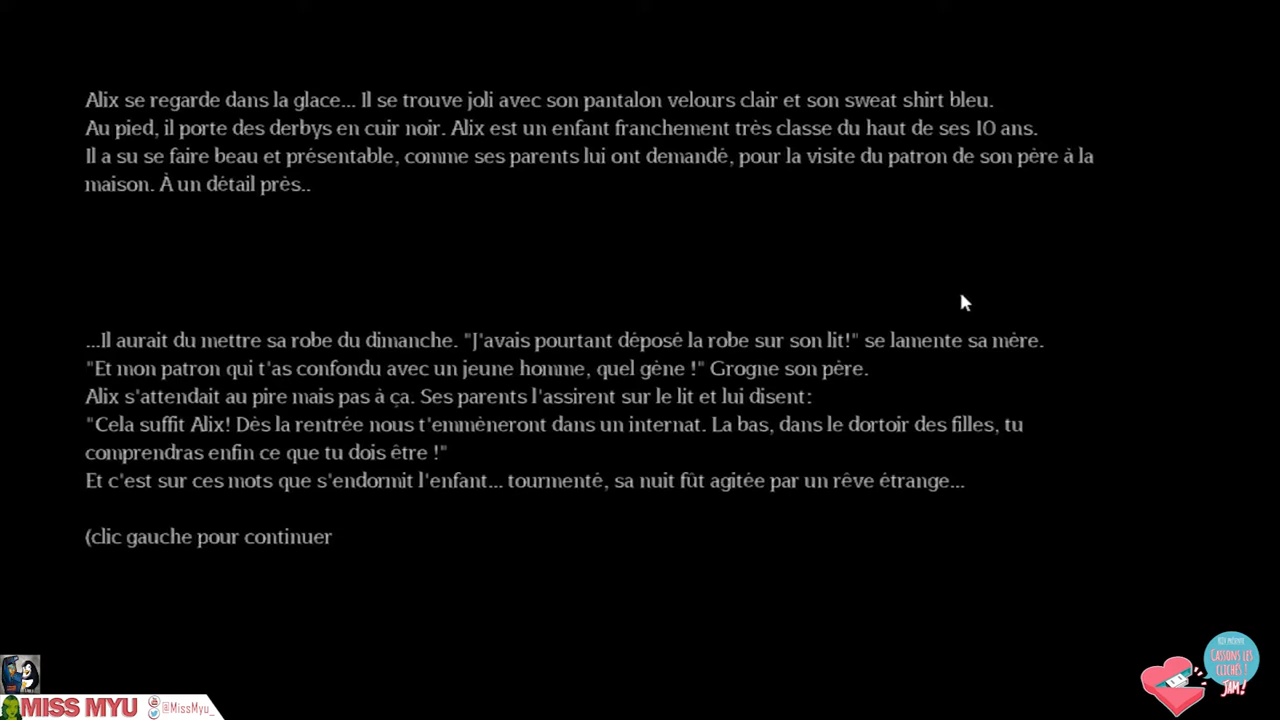 Alix se regarde dans la glace... Il se trouve joli avec son pantalon velours clair et son sweat shirt bleu.
Au pied, il porte des derbys en cuir noir. Alix est un enfant franchement très classe du haut de ses 10 ans.
Il a su se faire beau et présentable, comme ses parents lui ont demandé, pour la visite du patron de son père à la
maison. À un détail près..
...Il aurait du mettre sa robe du dimanche. "J'avais pourtant déposé la robe sur son lit!" se lamente sa mère.
"Et mon patron qui t'as confondu avec un jeune homme, quel gène !" Grogne son père.
Alix s'attendait au pire mais pas à ça. Ses parents l'assirent sur le lit et lui disent:
"Cela suffit Alix! Dès la rentrée nous t'emmèneront dans un internat. La bas, dans le dortoir des filles, tu
comprendras enfin ce que tu dois être !"
Et c'est sur ces mots que s'endormit l'enfant... tourmenté, sa nuit fût agitée par un rêve étrange...
(clic gauche pour continuer
MISS MYU
@MissMyu_
CASSONS LES
CLICHÉS !
JAM!